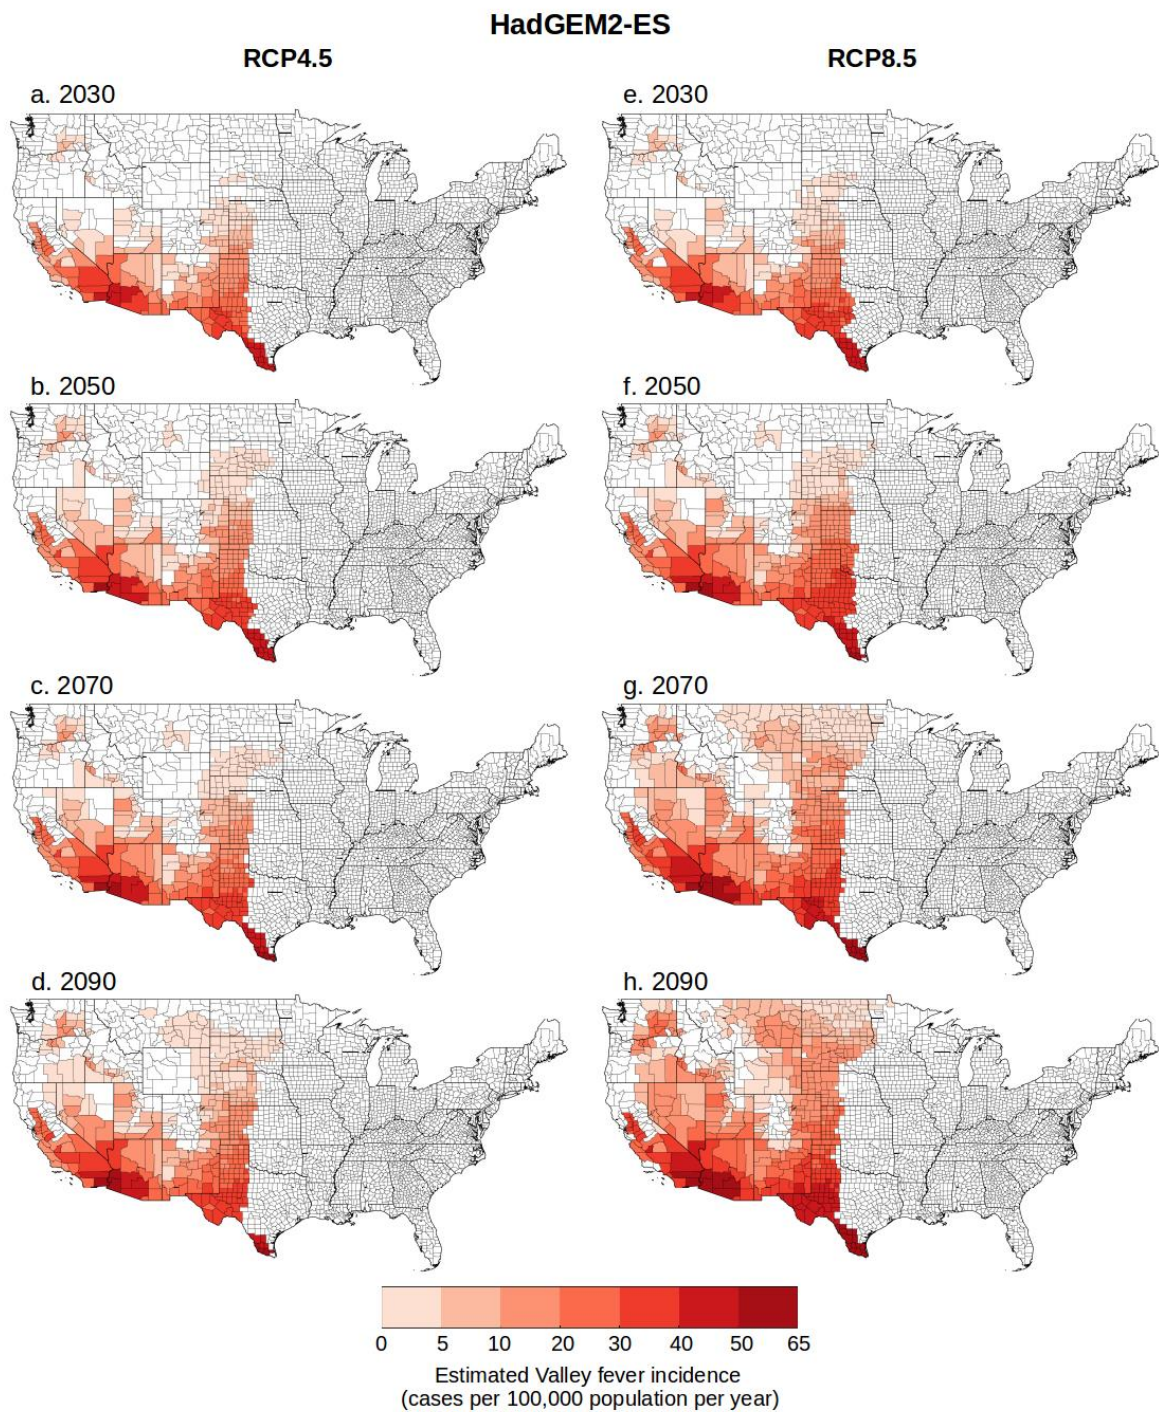 HadGEM2-ES
RCP4.5
RCP8.5
a. 2030
e. 2030
b. 2050
f. 2050
c. 2070
g. 2070
d. 2090
h. 2090
0 5 10 20 30 40 50 65
Estimated Valley fever incidence
(cases per 100,000 population per year)